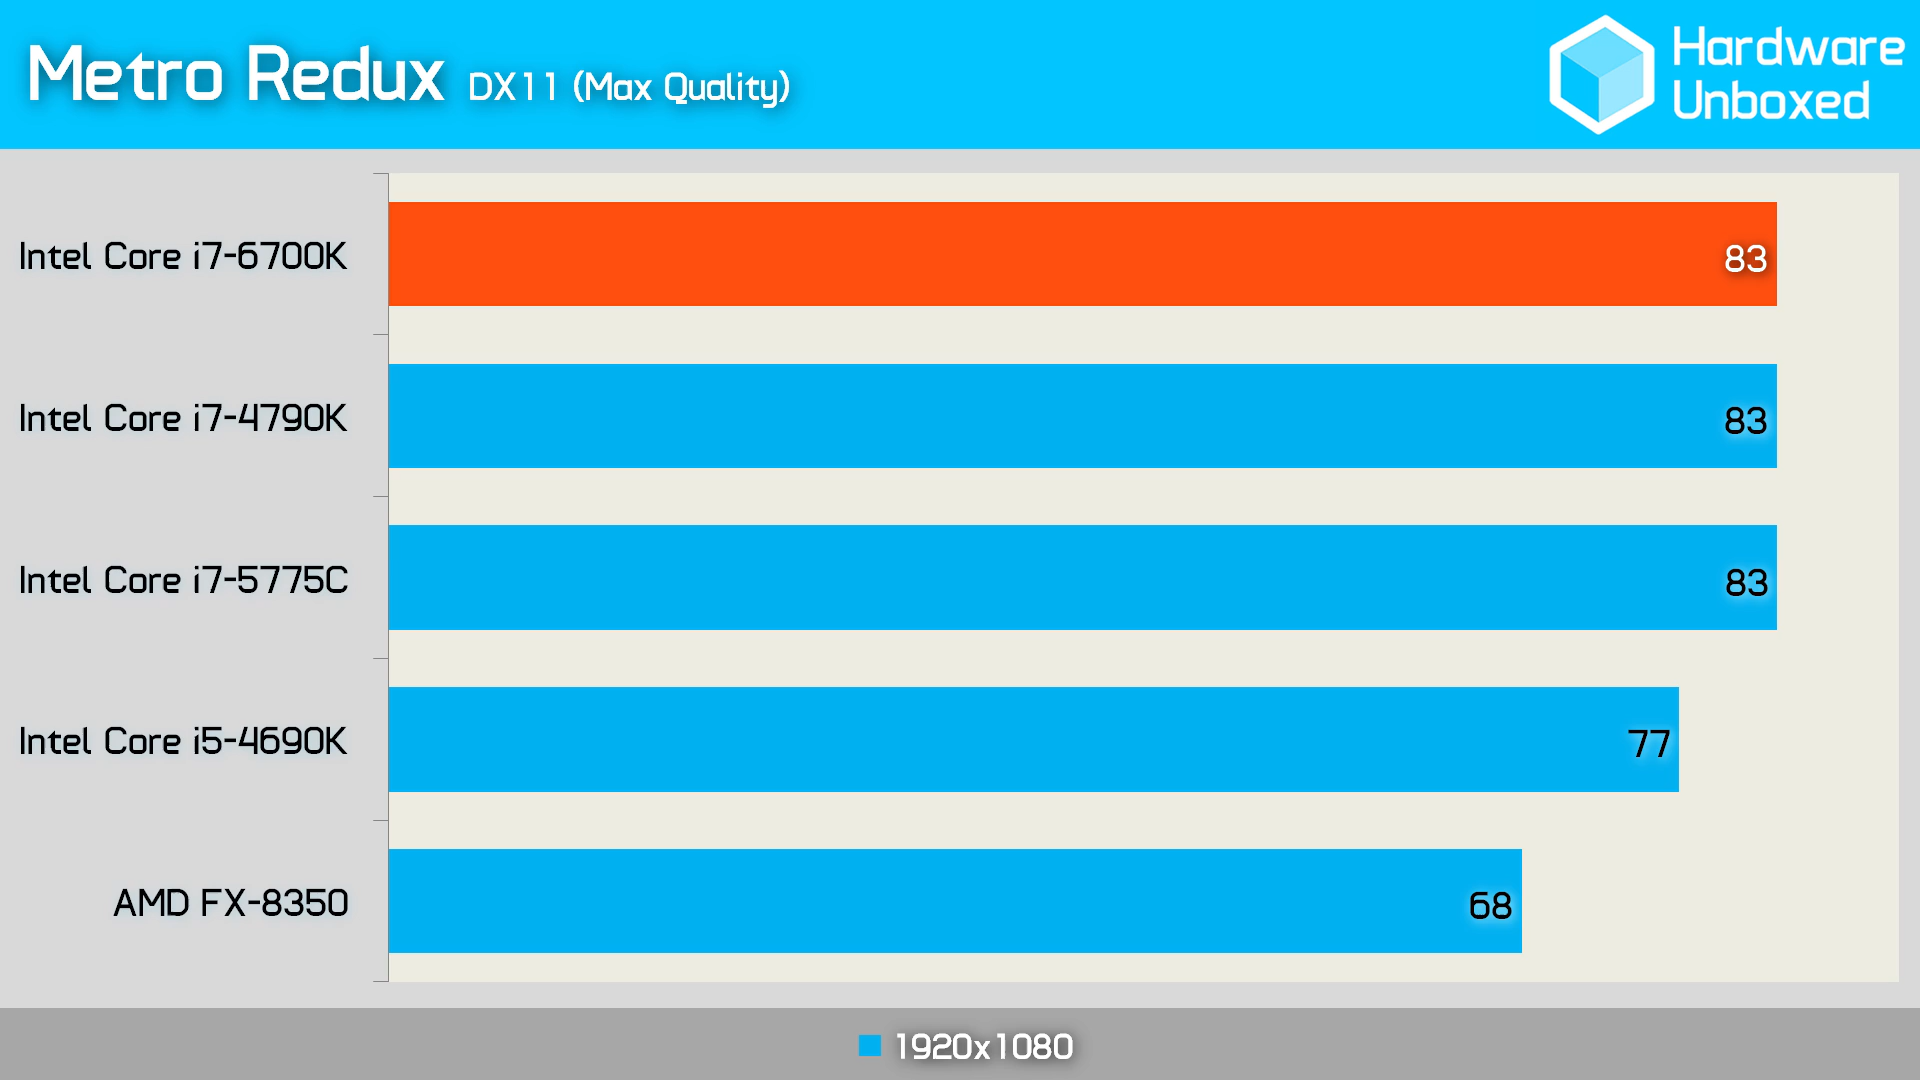 Metro Redux DX11 (Max Quality)
Hardware
Unboxed
Intel Core i7-6700K 83
Intel Core i7-4790K 83
Intel Core i7-5775C 83
Intel Core i5-4690K 77
AMD FX-8350 68
1920x1080